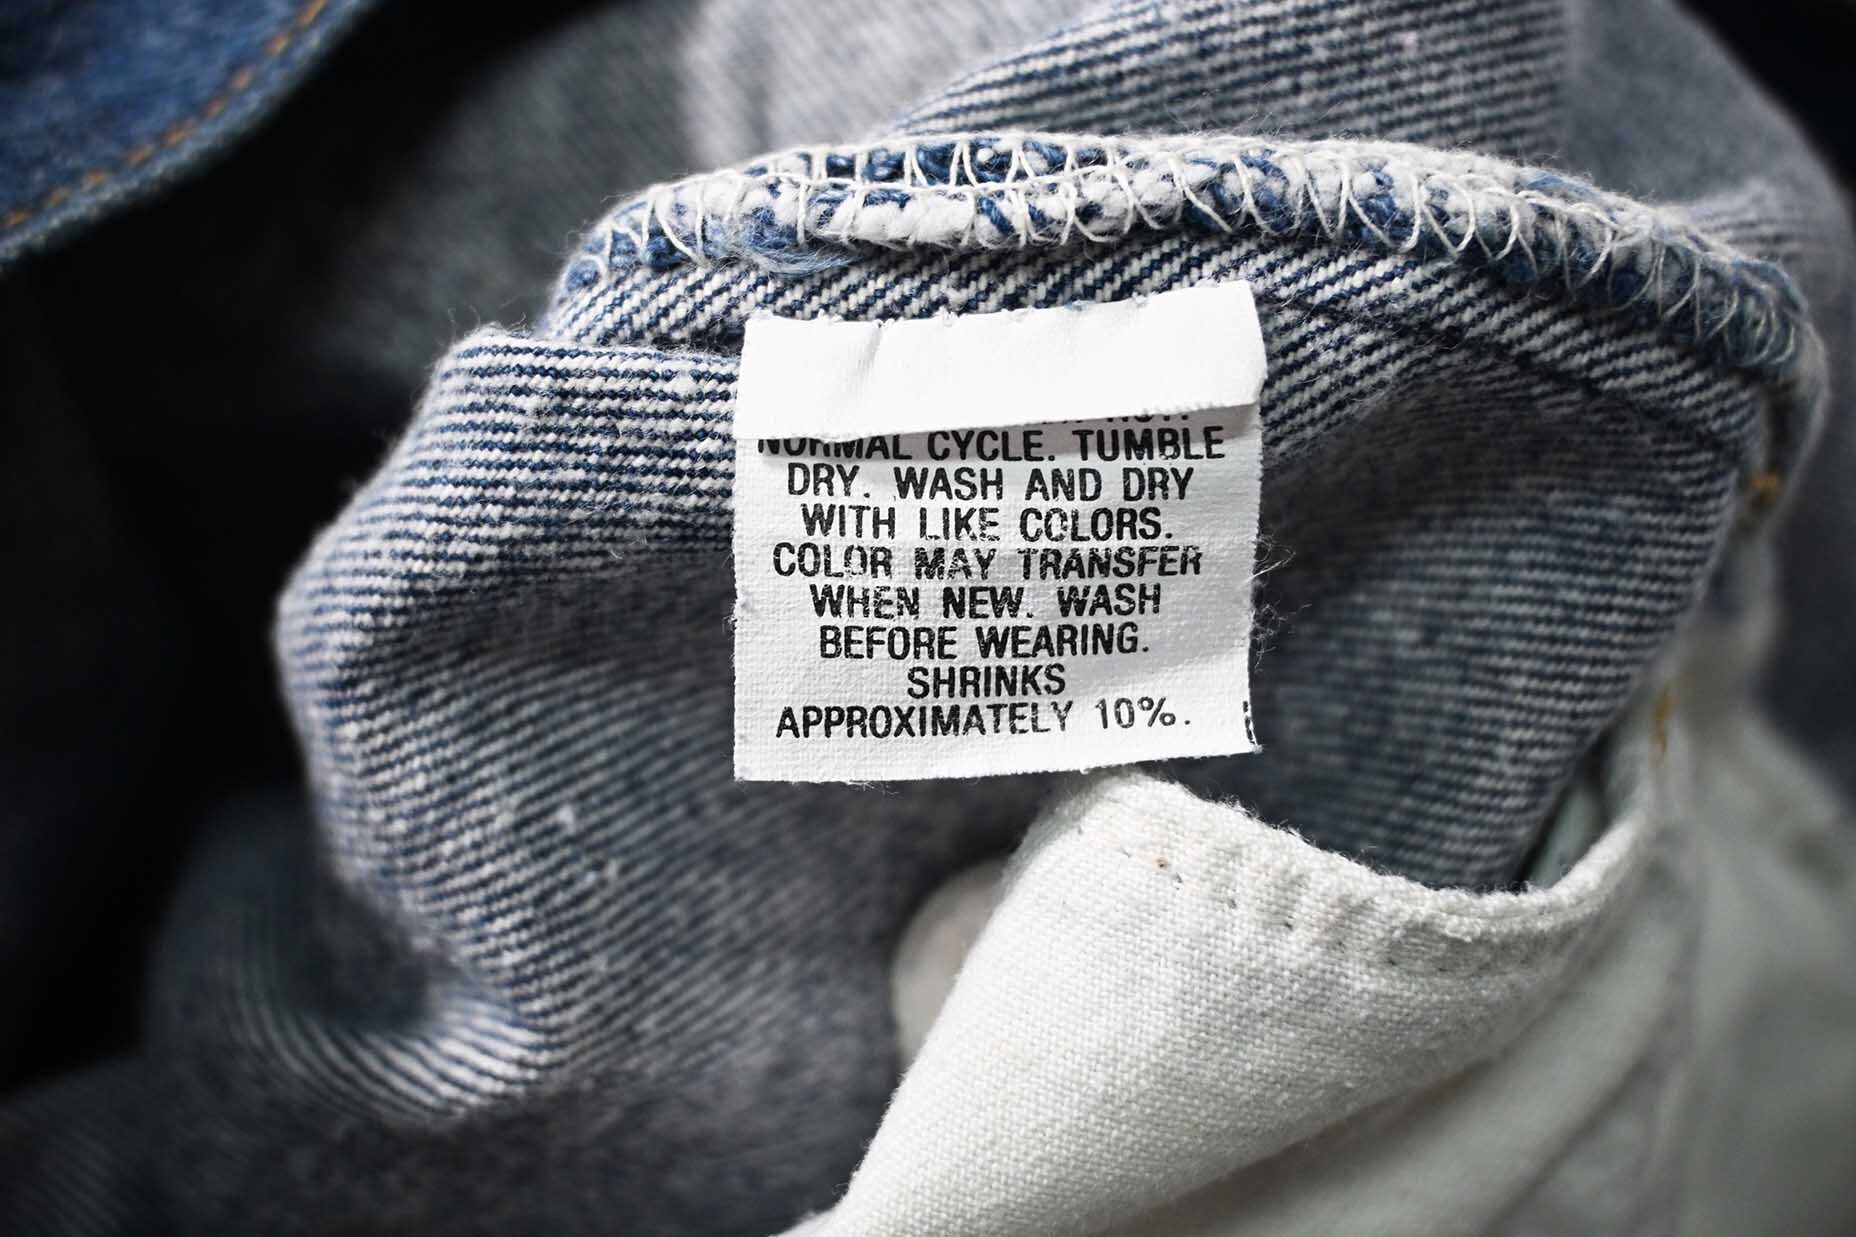 NORMAL CYCLE. TUMBLE
DRY. WASH AND DRY
WITH LIKE COLORS.
COLOR MAY TRANSFER
WHEN NEW. WASH
BEFORE WEARING.
SHRINKS
APPROXIMATELY 10%.